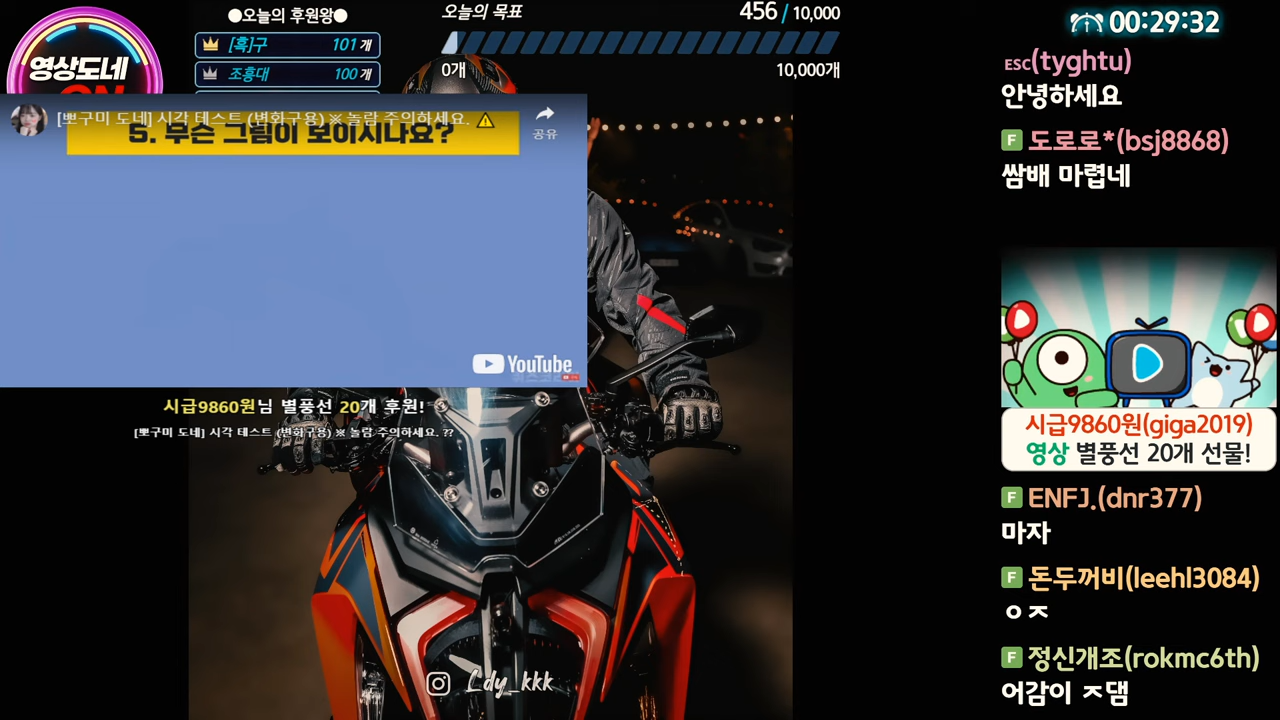 영상도네
ON
●오늘의 후원왕●
[흑]구 101개
조홍대 100개
오늘의 목표
456 / 10,000
0개
10,000개
[뽀구미 도네] 시각 테스트 (변화구용) ※ 놀람 주의하세요. ⚠
공유
5. 무슨 그림이 보이시나요?
YouTube
시급9860원님 별풍선 20개 후원!
[뽀구미 도네] 시각 테스트 (변화구용) ※ 놀람 주의하세요. ??
Ldy_kkk
00:29:32
ESC(tyghtu)
안녕하세요
F 도로로*(bsj8868)
쌈배 마렵네
시급9860원(giga2019)
영상 별풍선 20개 선물!
F ENFJ.(dnr377)
마자
F 돈두꺼비(leehl3084)
ㅇㅈ
F 정신개조(rokmc6th)
어감이 ㅈ댐